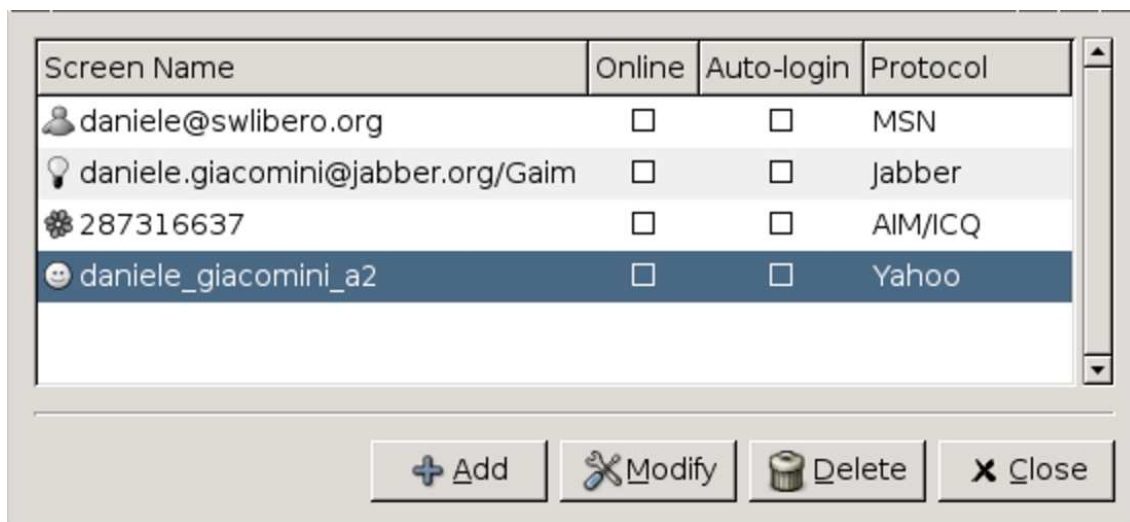 Screen Name Online Auto-login Protocol
daniele@swlibero.org MSN
daniele.giacomini@jabber.org/Gaim Jabber
287316637 AIM/ICQ
daniele_giacomini_a2 Yahoo
Add Modify Delete Close